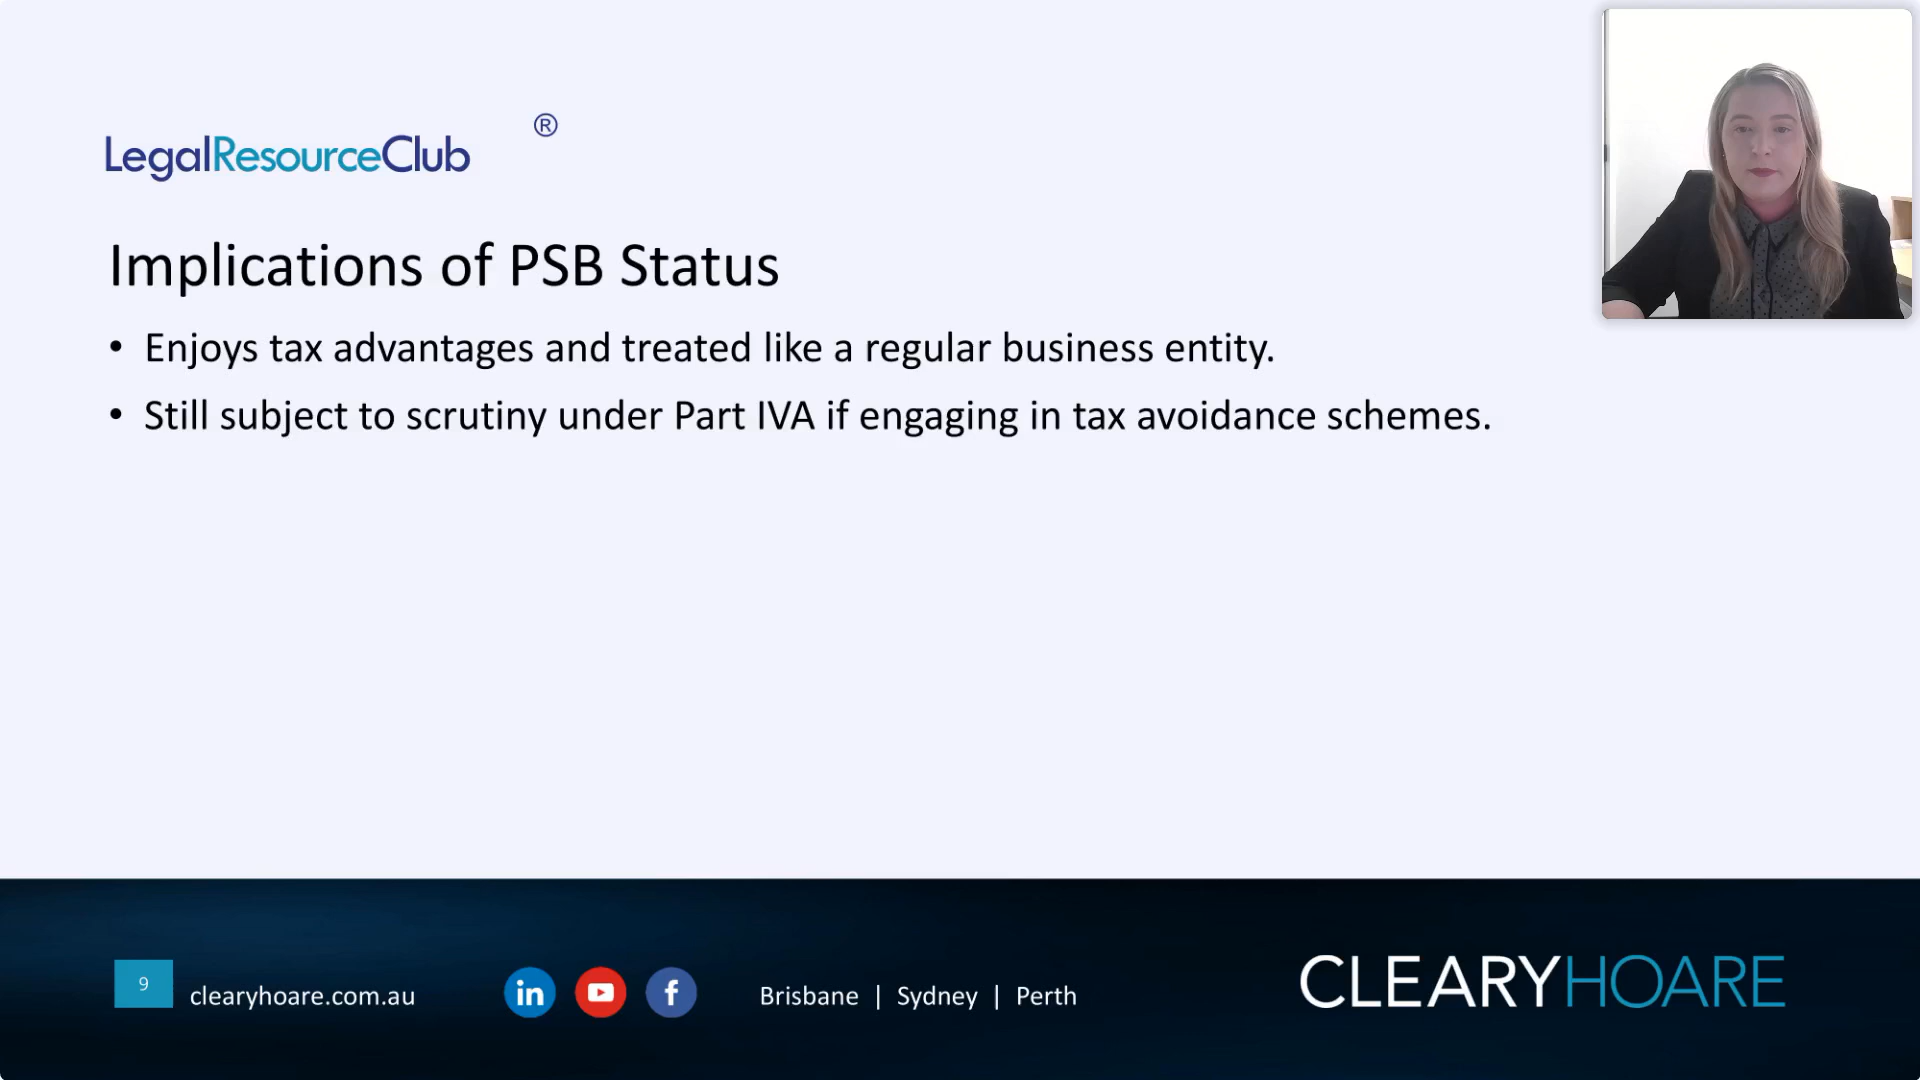 LegalResourceClub ®
Implications of PSB Status
• Enjoys tax advantages and treated like a regular business entity.
• Still subject to scrutiny under Part IVA if engaging in tax avoidance schemes.
9
clearyhoare.com.au
in
f
Brisbane | Sydney | Perth
CLEARYHOARE